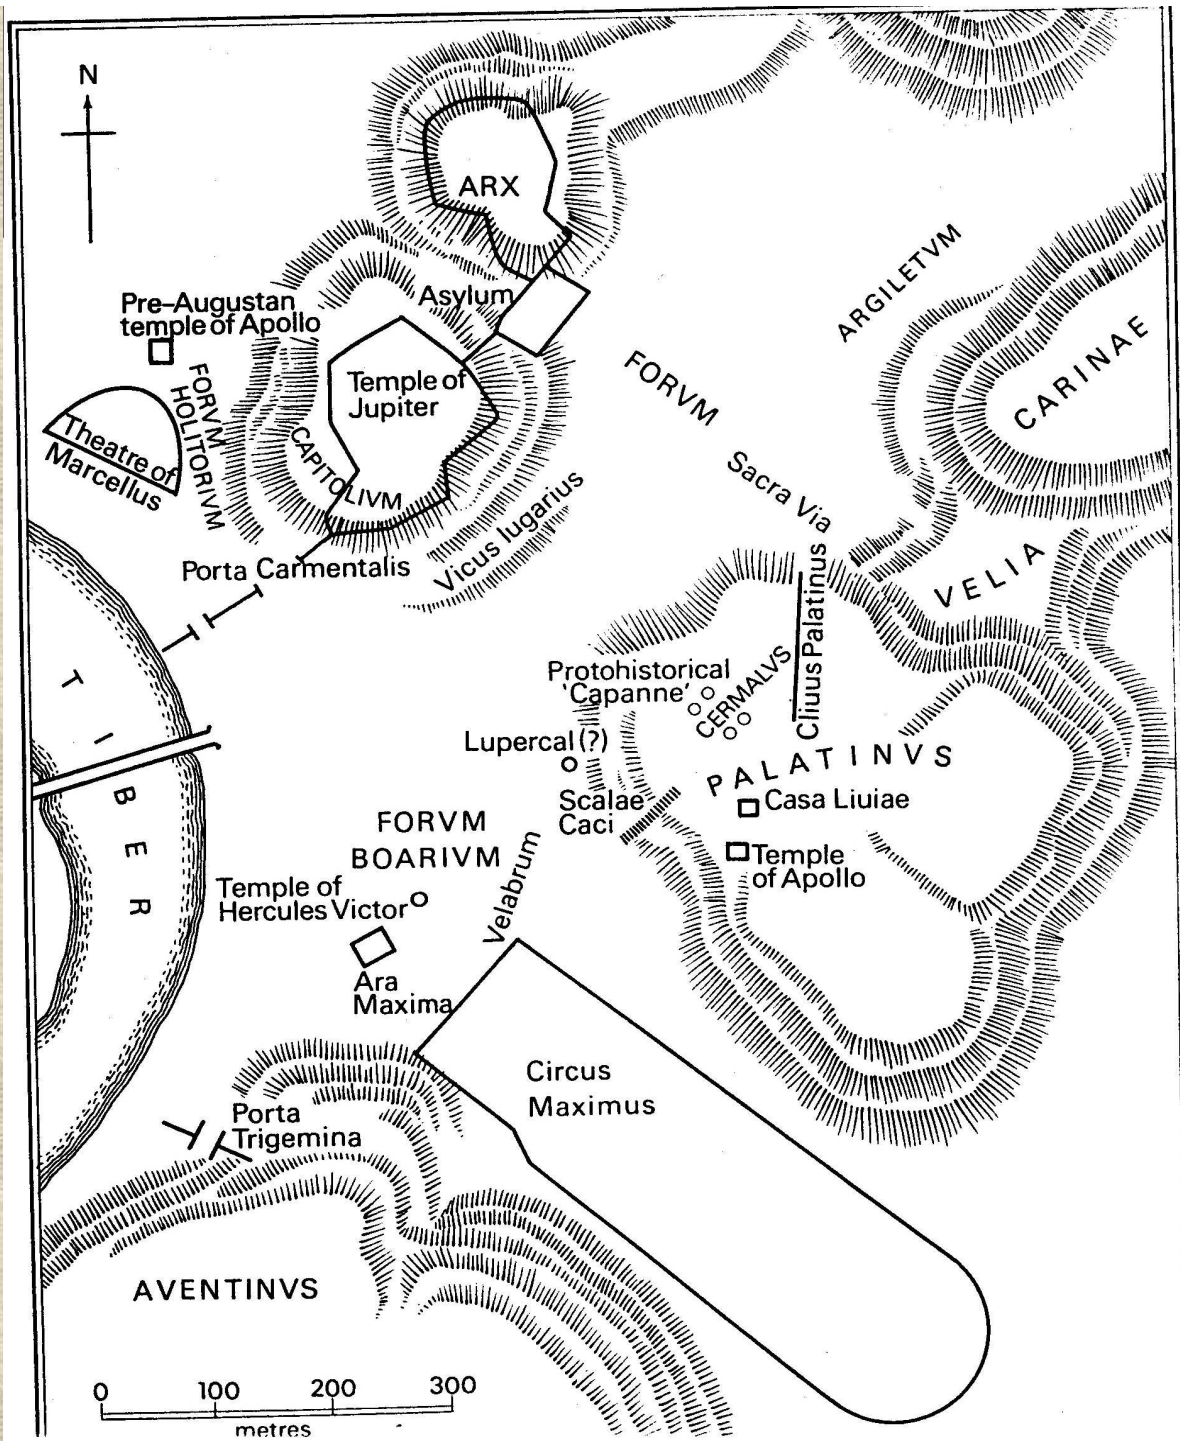 N
ARX
Asylum
Pre-Augustan
temple of Apollo
FORVM
HOLITORIVM
Theatre of
Marcellus
Temple of
Jupiter
CAPITOLIVM
Porta Carmentalis
Vicus Iugarius
ARGILETVM
FORVM
CARINAE
Sacra Via
VELIA
Cliuus Palatinus
Protohistorical
'Capanne'
CERMALVS
TIBER
Lupercal (?)
PALATINVS
Scalae
Caci
Casa Liuiae
FORVM
BOARIVM
Velabrum
Temple
of Apollo
Temple of
Hercules Victor
Ara
Maxima
Circus
Maximus
Porta
Trigemina
AVENTINVS
0 100 200 300
metres